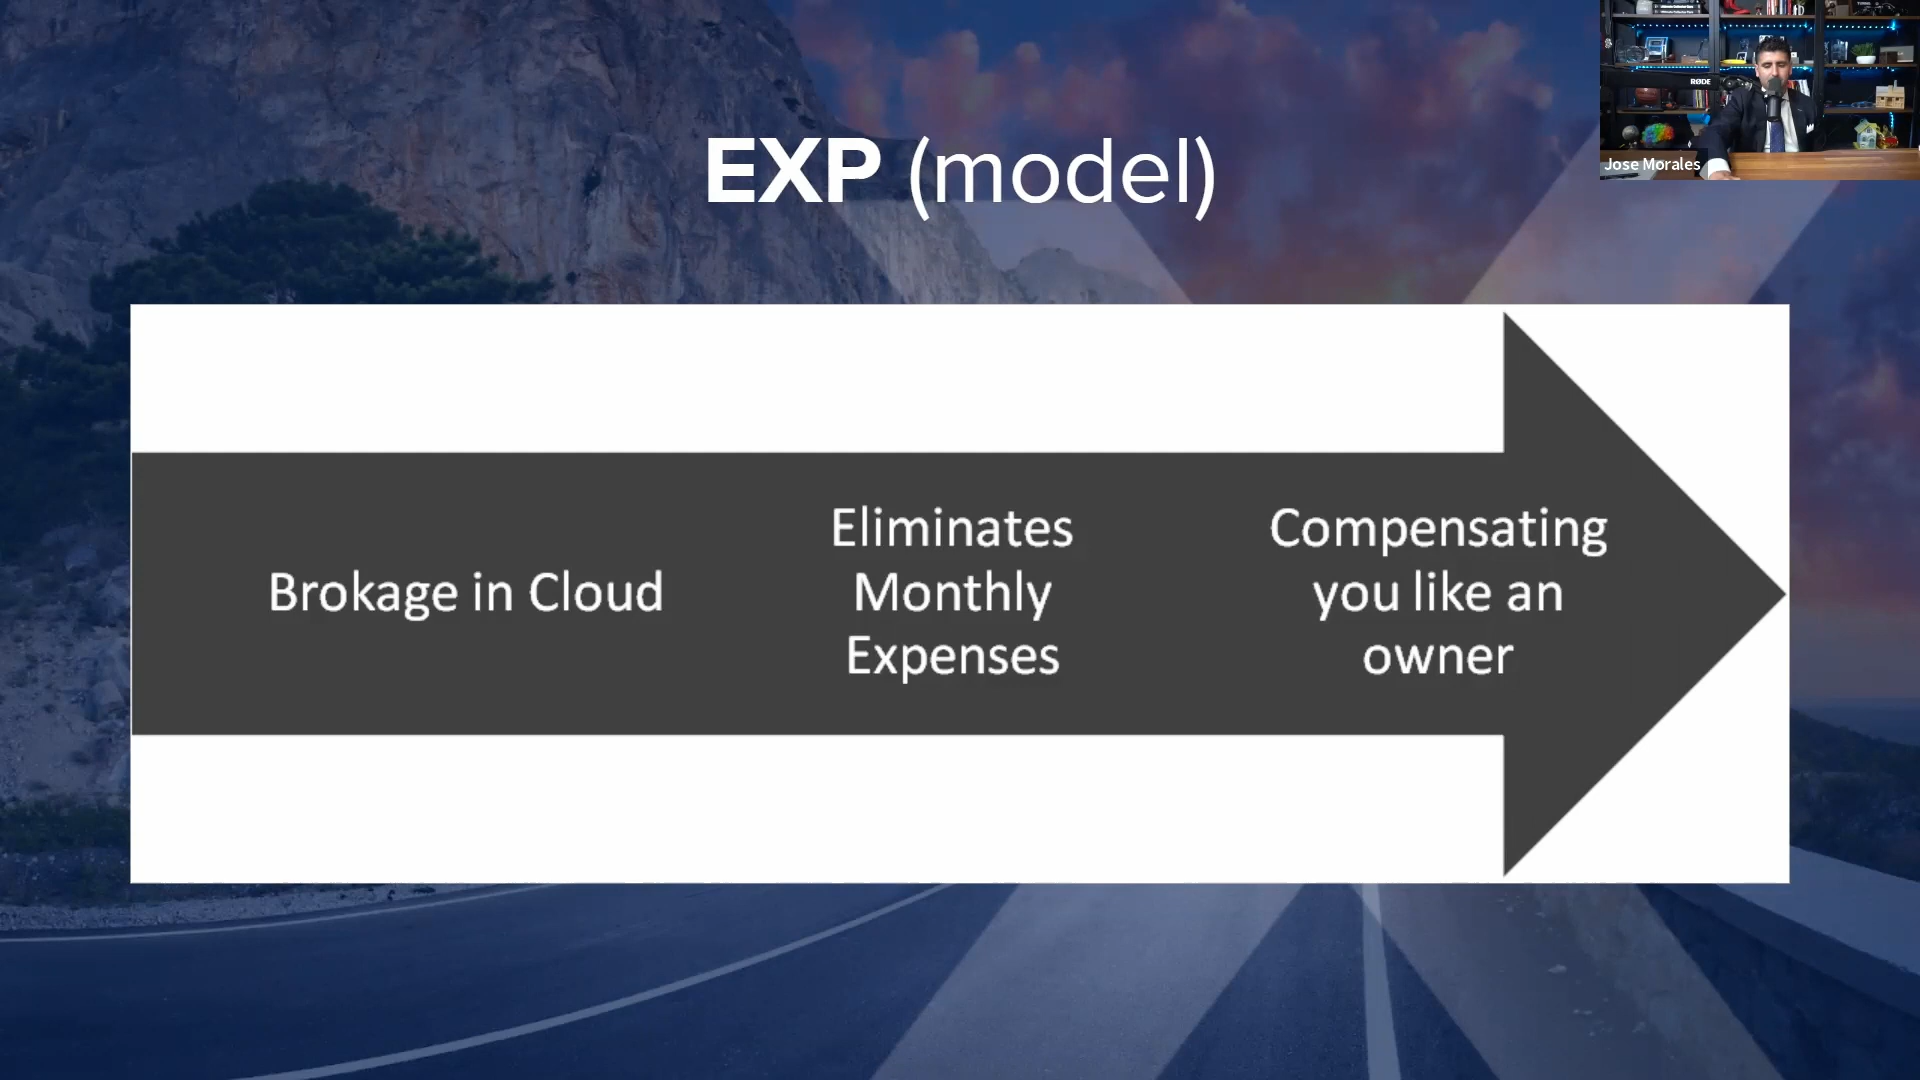 EXP (model)
RØDE
Jose Morales
Brokage in Cloud
Eliminates
Monthly
Expenses
Compensating
you like an
owner